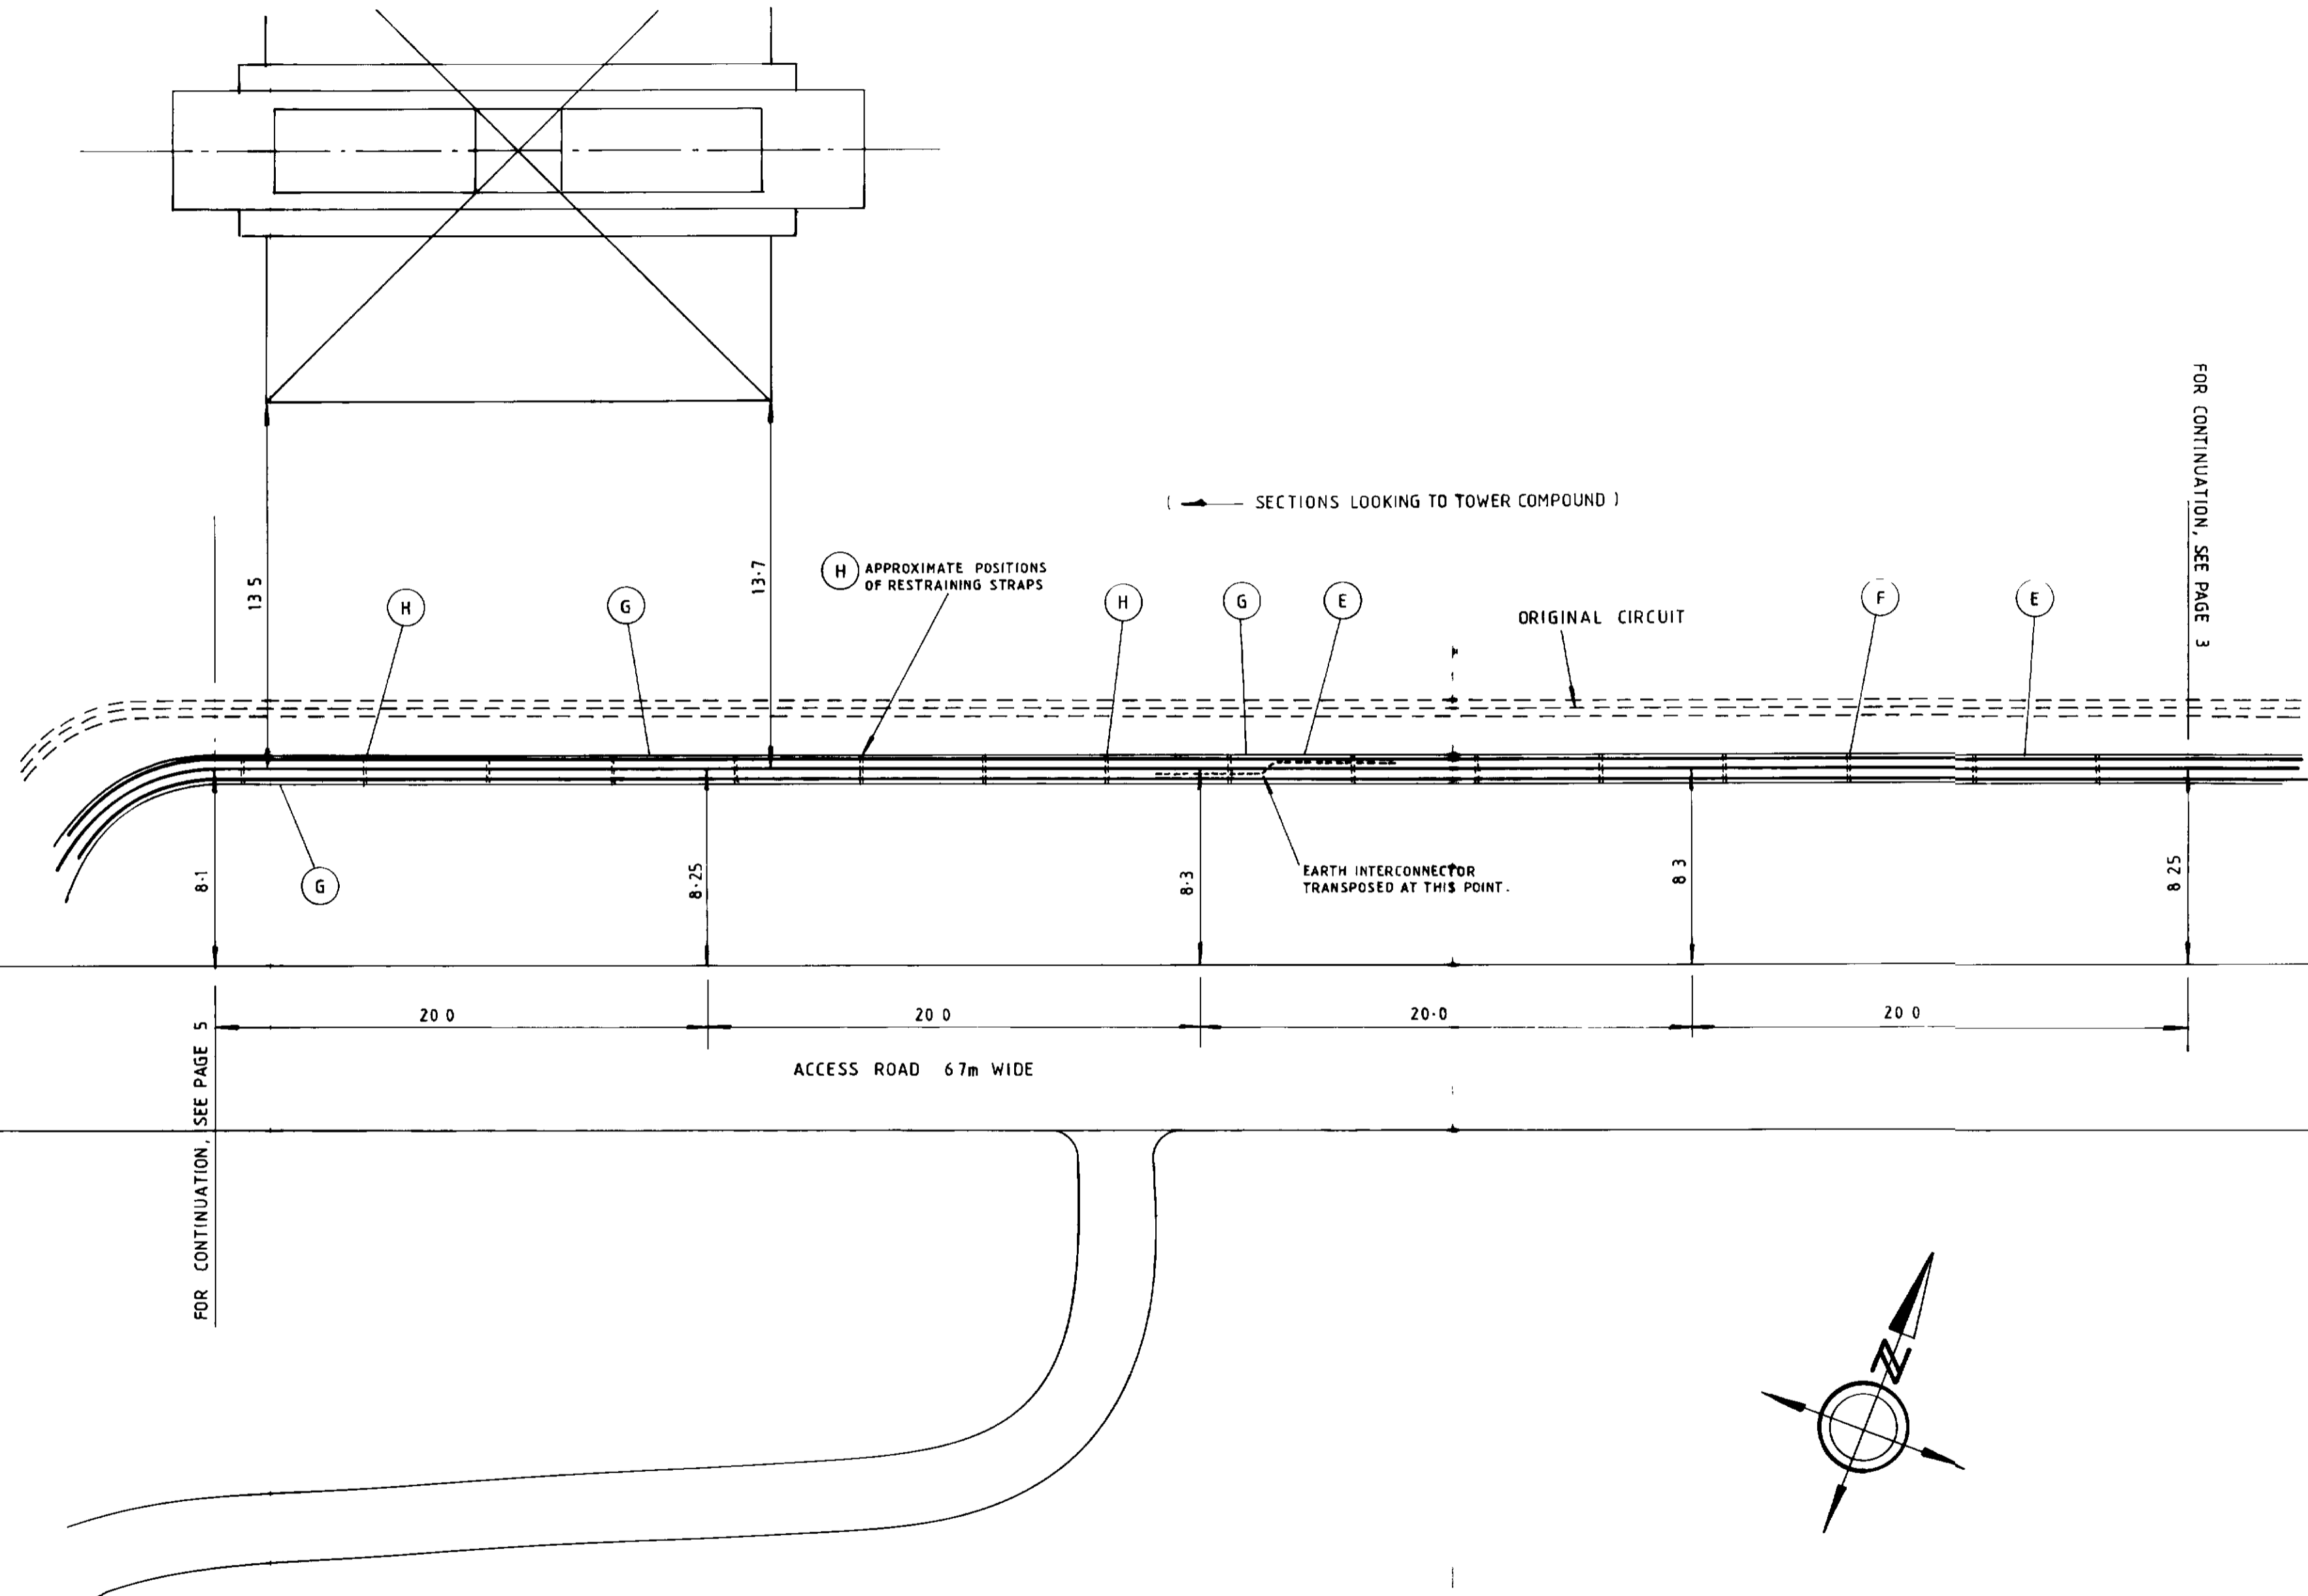 ( SECTIONS LOOKING TO TOWER COMPOUND )
FOR CONTINUATION, SEE PAGE 3
13 5
13·7
H APPROXIMATE POSITIONS
OF RESTRAINING STRAPS
H
G
H
G
E
ORIGINAL CIRCUIT
F
E
8·1
G
8·25
8·3
EARTH INTERCONNECTOR
TRANSPOSED AT THIS POINT.
8 3
8 25
20 0
20 0
20·0
20 0
ACCESS ROAD 6 7m WIDE
FOR CONTINUATION, SEE PAGE 5
N